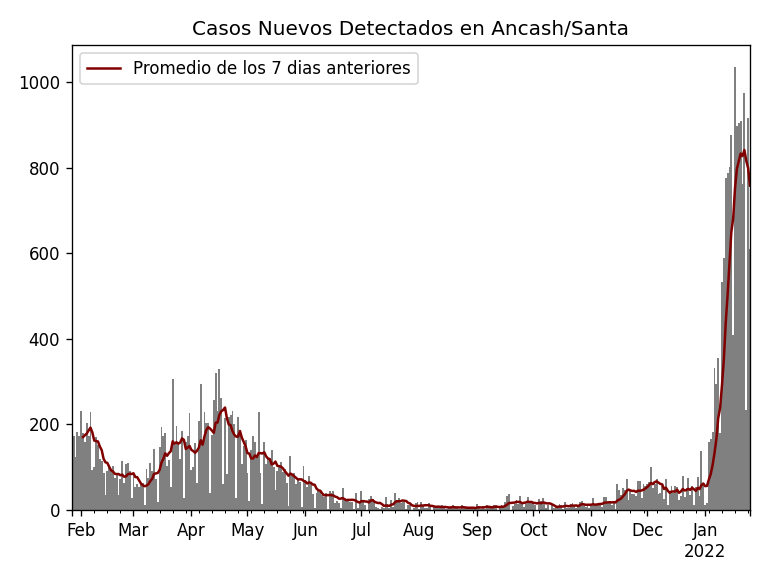 Casos Nuevos Detectados en Ancash/Santa
Promedio de los 7 dias anteriores
1000
800
600
400
200
0
Feb Mar Apr May Jun Jul Aug Sep Oct Nov Dec Jan
2022